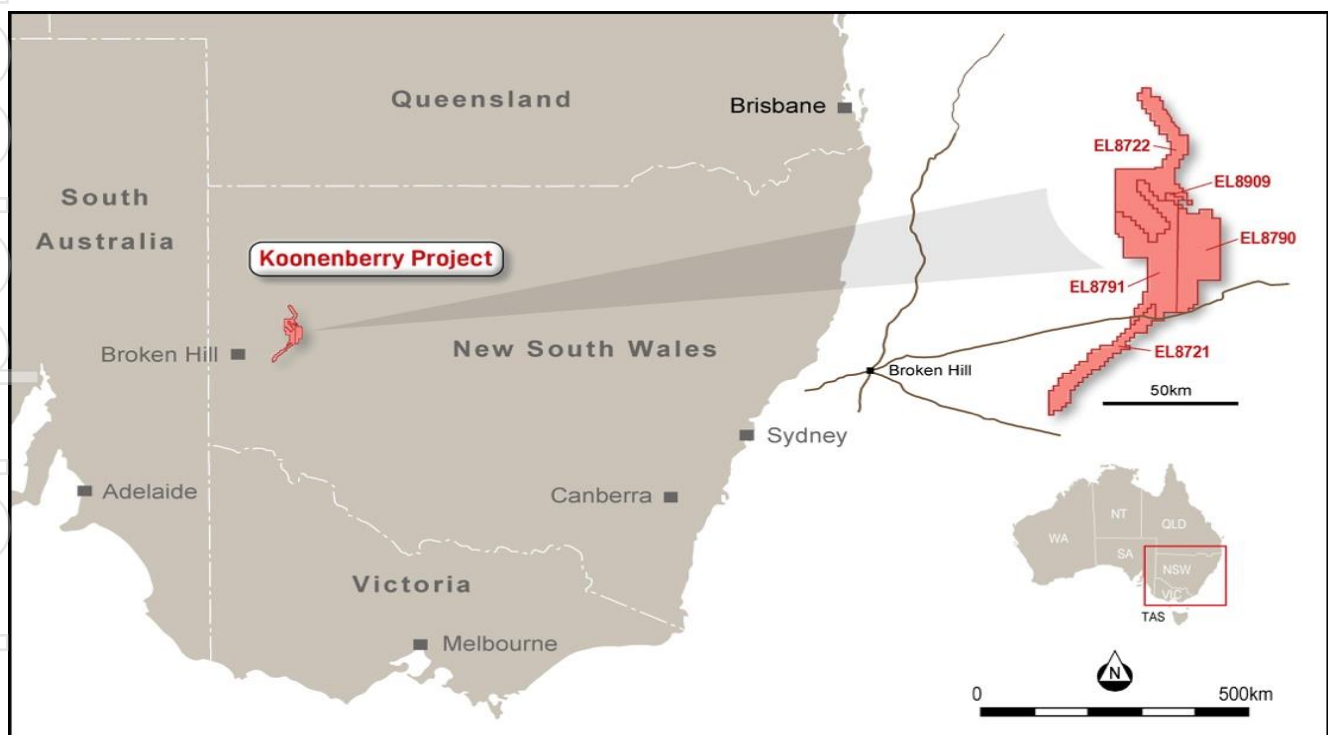 Queensland
Brisbane
South
Australia
Koonenberry Project
Broken Hill
New South Wales
Sydney
Adelaide
Canberra
Victoria
Melbourne
EL8722
EL8909
EL8790
EL8791
EL8721
Broken Hill
50km
NT
QLD
WA
SA
NSW
VIC
TAS
N
0
500km